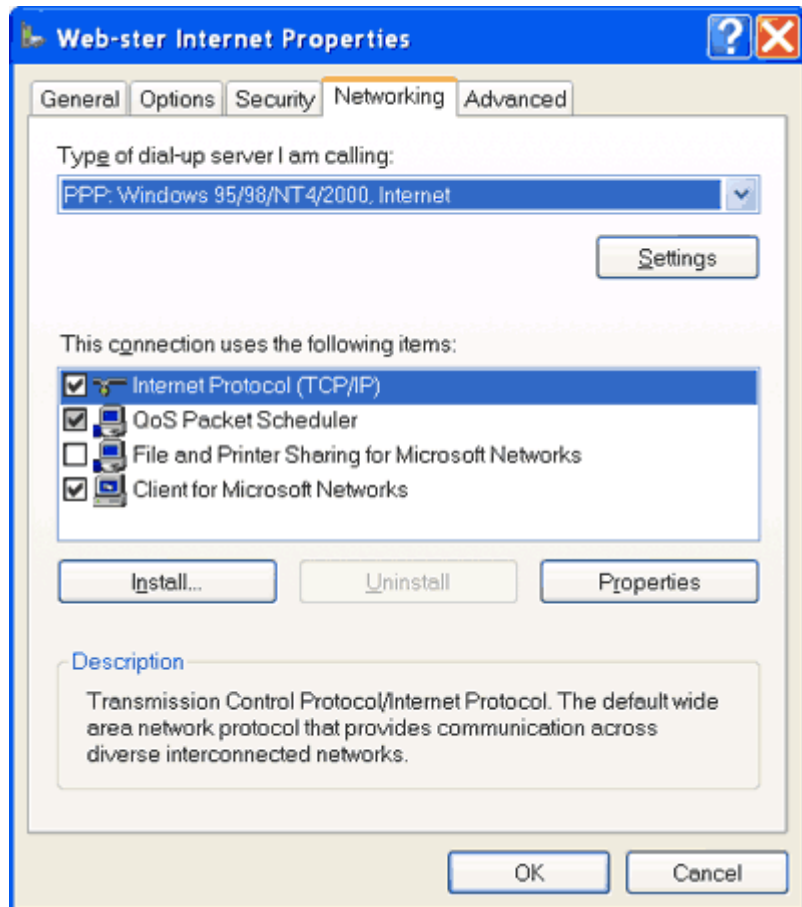 Web-ster Internet Properties
General Options Security Networking Advanced
Type of dial-up server I am calling:
PPP: Windows 95/98/NT4/2000, Internet
Settings
This connection uses the following items:
Internet Protocol (TCP/IP)
QoS Packet Scheduler
File and Printer Sharing for Microsoft Networks
Client for Microsoft Networks
Install... Uninstall Properties
Description
Transmission Control Protocol/Internet Protocol. The default wide
area network protocol that provides communication across
diverse interconnected networks.
OK Cancel